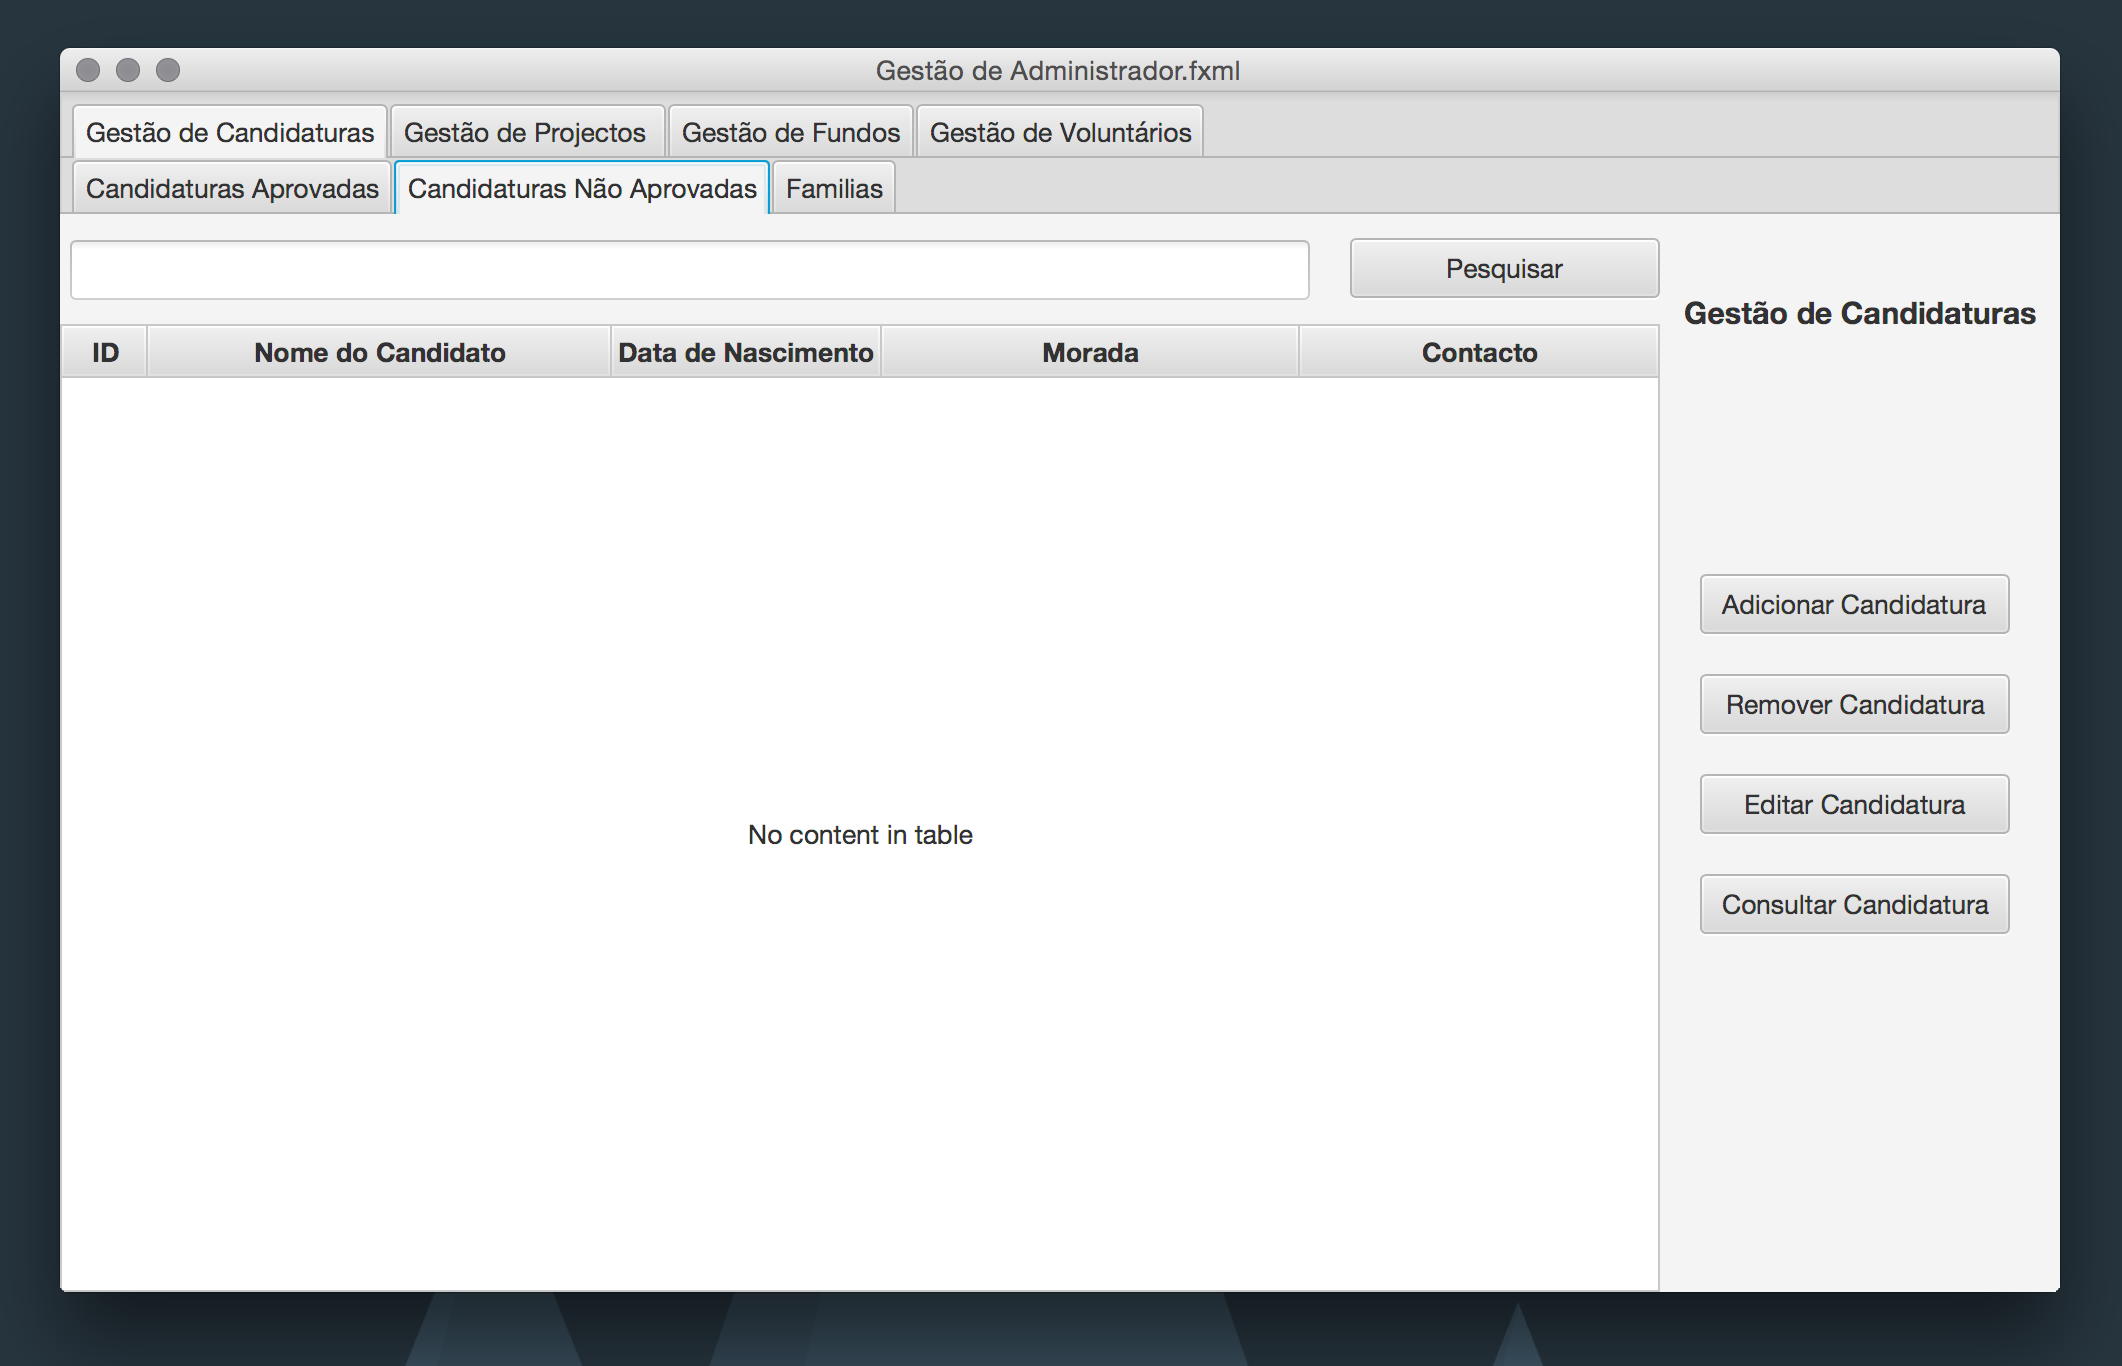 Gestão de Administrador.fxml
Gestão de Candidaturas Gestão de Projectos Gestão de Fundos Gestão de Voluntários
Candidaturas Aprovadas Candidaturas Não Aprovadas Familias
Pesquisar
Gestão de Candidaturas
ID Nome do Candidato Data de Nascimento Morada Contacto
No content in table
Adicionar Candidatura
Remover Candidatura
Editar Candidatura
Consultar Candidatura